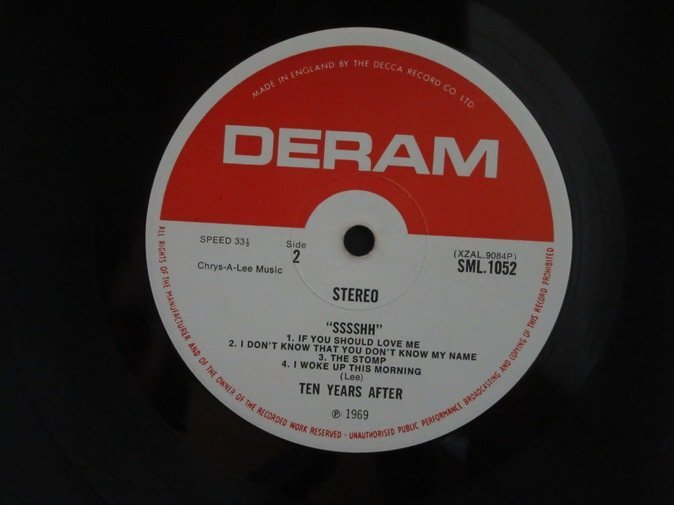 MADE IN ENGLAND BY THE DECCA RECORD CO. LTD.
DERAM
SPEED 33⅓
Side
2
(XZAL.9084P)
Chrys-A-Lee Music
SML.1052
STEREO
"SSSSHH"
1. IF YOU SHOULD LOVE ME
2. I DON'T KNOW THAT YOU DON'T KNOW MY NAME
3. THE STOMP
4. I WOKE UP THIS MORNING
(Lee)
TEN YEARS AFTER
℗ 1969
ALL RIGHTS OF THE MANUFACTURER AND OF THE OWNER OF THE RECORDED WORK RESERVED - UNAUTHORISED PUBLIC PERFORMANCE BROADCASTING AND COPYING OF THIS RECORD PROHIBITED